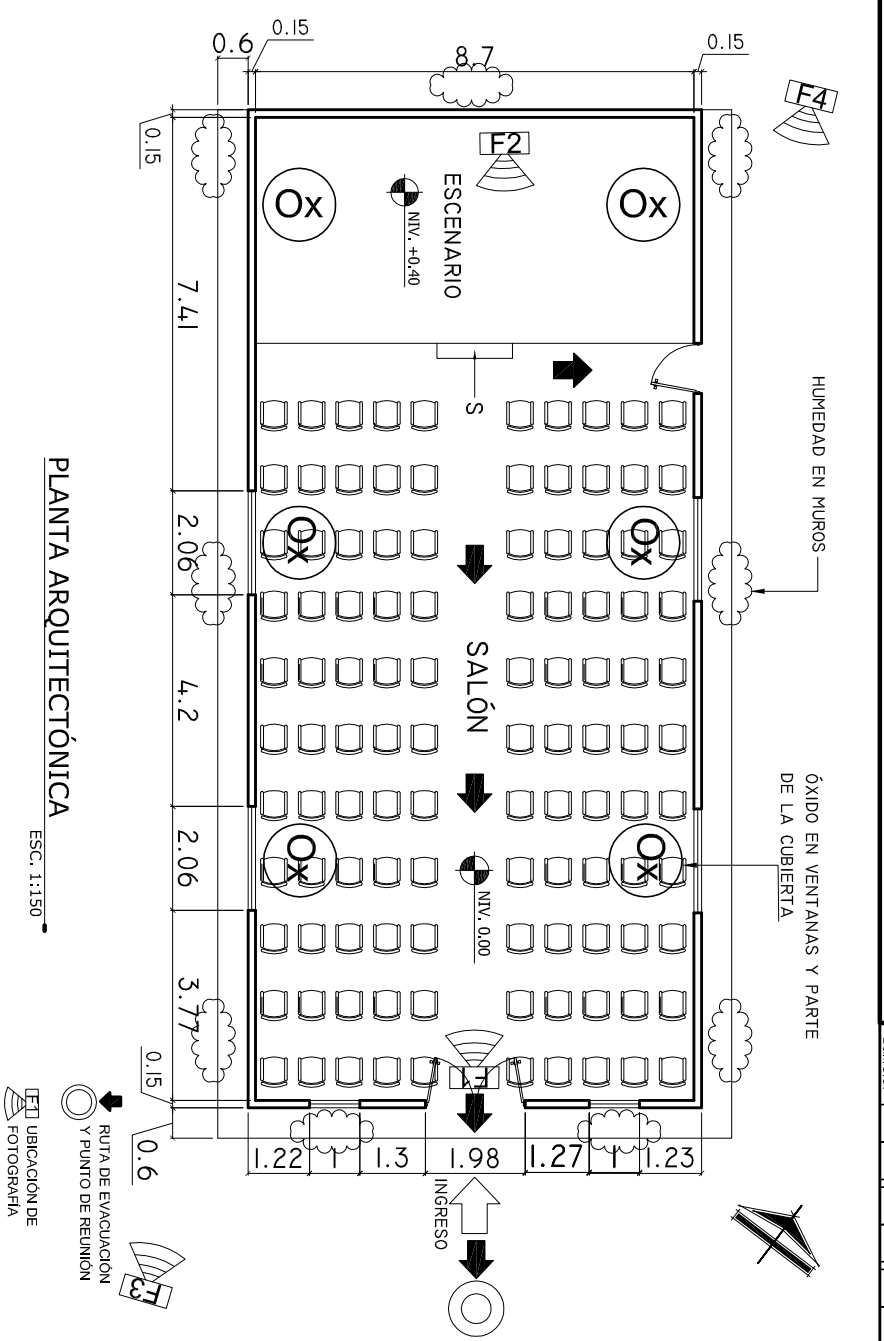 0.6
0.15
8.7
0.15
F4
0.15
F2
Ox
Ox
ESCENARIO
NIV. +0.40
7.41
S
HUMEDAD EN MUROS
2.06
Ox
Ox
4.2
SALÓN
ÓXIDO EN VENTANAS Y PARTE
DE LA CUBIERTA
2.06
Ox
Ox
NIV. 0.00
3.77
0.15
0.6
1.22
1
1.3
1.98
1.27
1
1.23
INGRESO
F3
PLANTA ARQUITECTÓNICA
ESC. 1:150
RUTA DE EVACUACIÓN
Y PUNTO DE REUNIÓN
F1
UBICACIÓN DE
FOTOGRAFÍA